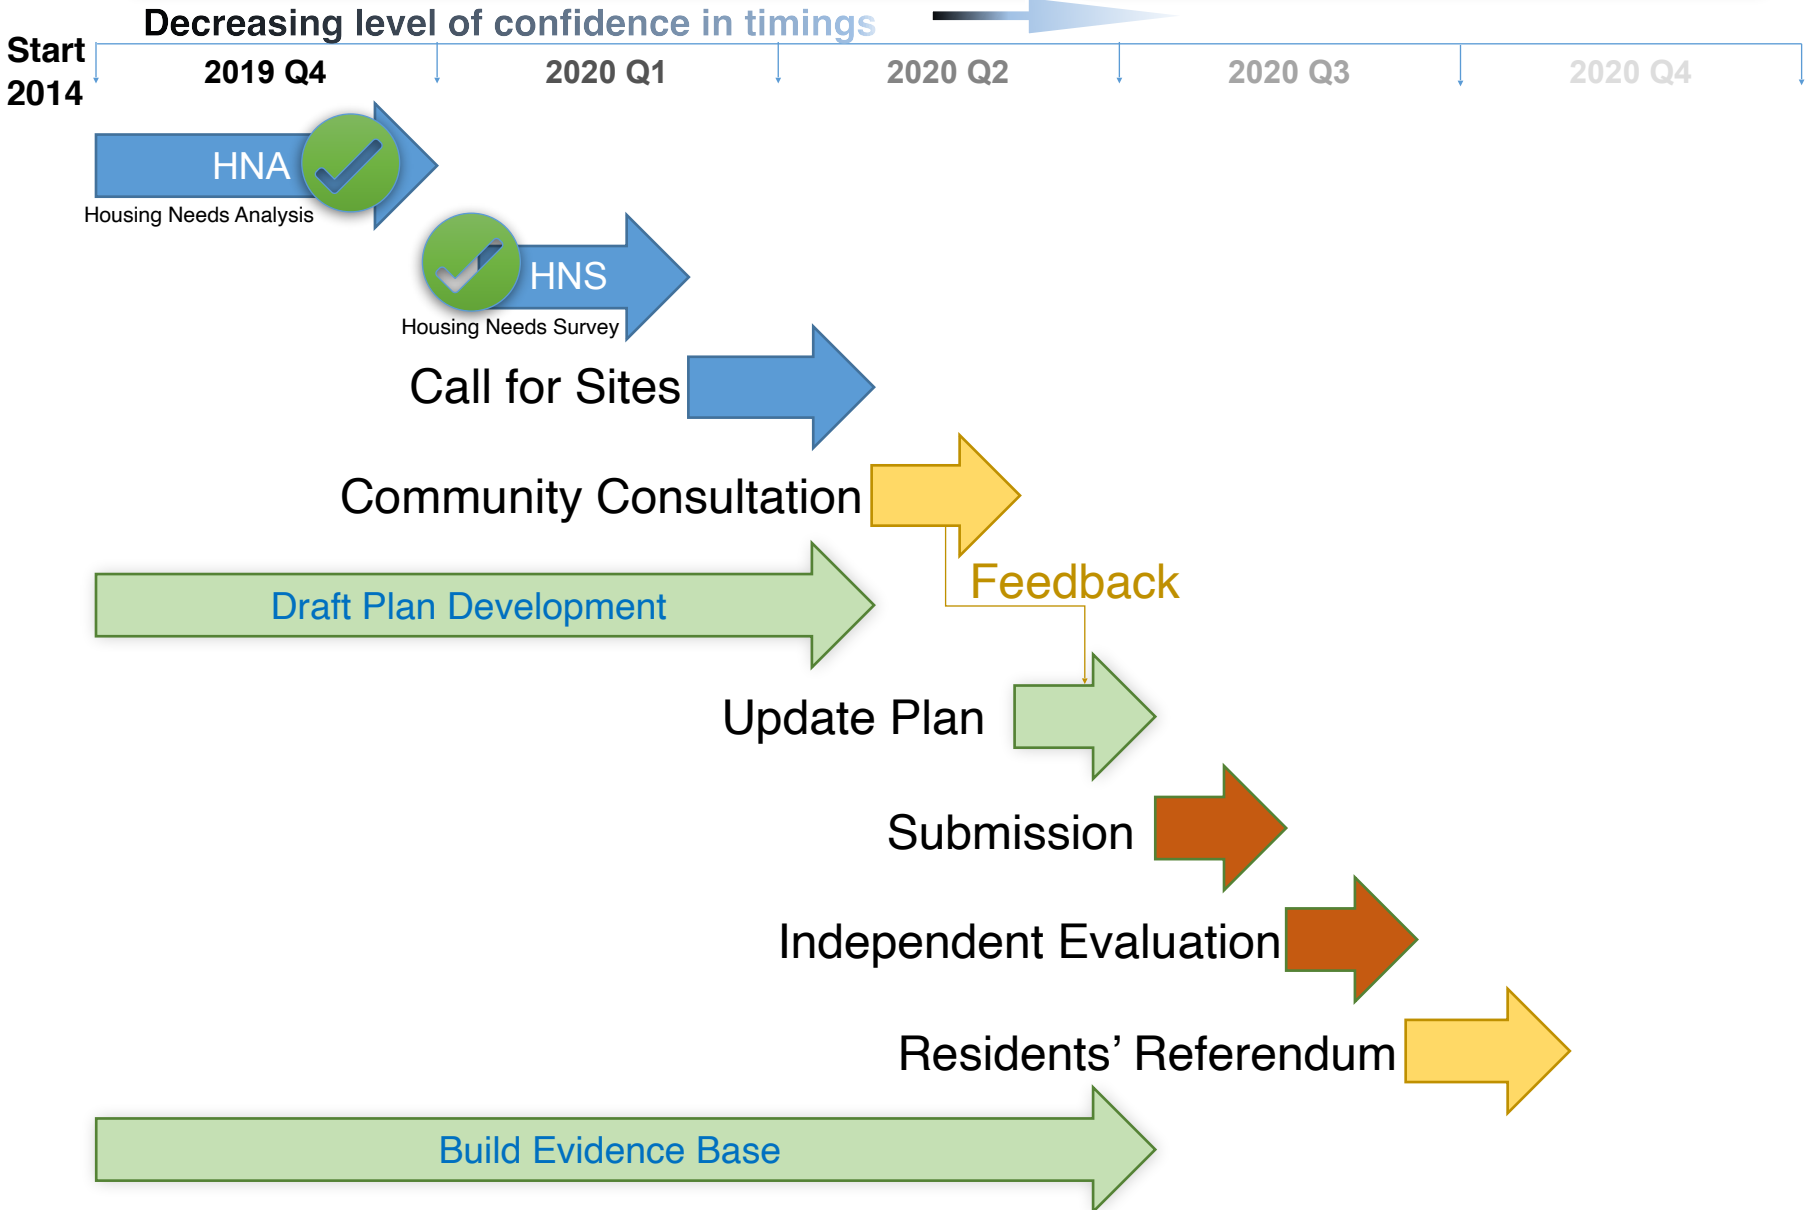 Decreasing level of confidence in timings
Start
2014
2019 Q4
2020 Q1
2020 Q2
2020 Q3
2020 Q4
HNA
Housing Needs Analysis
HNS
Housing Needs Survey
Call for Sites
Community Consultation
Feedback
Draft Plan Development
Update Plan
Submission
Independent Evaluation
Residents’ Referendum
Build Evidence Base